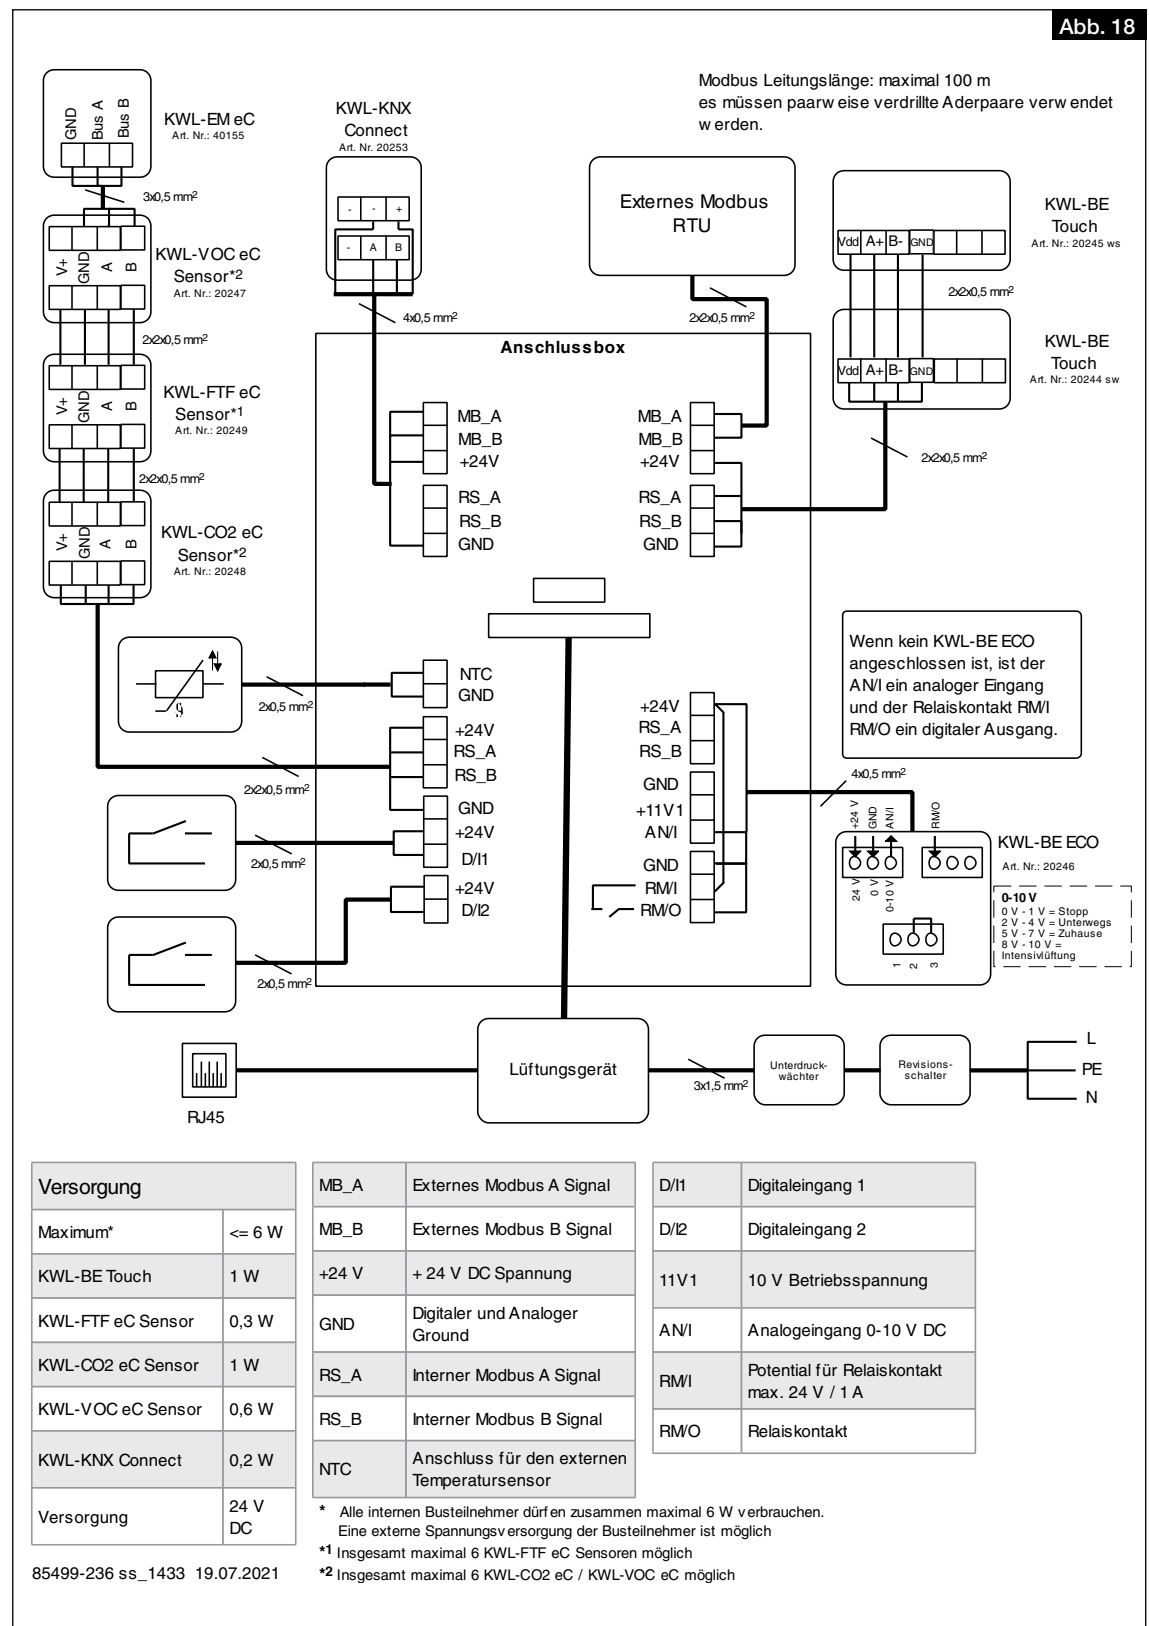 Abb. 18
Modbus Leitungslänge: maximal 100 m
es müssen paarweise verdrillte Aderpaare verwendet
werden.
GND
Bus A
Bus B
KWL-EM eC
Art. Nr.: 40155
3x0,5 mm²
KWL-KNX
Connect
Art. Nr. 20253
- - +
- A B
4x0,5 mm²
Externes Modbus
RTU
2x2x0,5 mm²
KWL-BE
Touch
Art. Nr.: 20245 ws
Vdd A+ B- GND
2x2x0,5 mm²
KWL-BE
Touch
Art. Nr.: 20244 sw
Vdd A+ B- GND
2x2x0,5 mm²
V+
GND
A
B
KWL-VOC eC
Sensor*2
Art. Nr.: 20247
2x2x0,5 mm²
V+
GND
A
B
KWL-FTF eC
Sensor*1
Art. Nr.: 20249
2x2x0,5 mm²
V+
GND
A
B
KWL-CO2 eC
Sensor*2
Art. Nr.: 20248
Anschlussbox
MB_A
MB_B
+24V
RS_A
RS_B
GND
MB_A
MB_B
+24V
RS_A
RS_B
GND
ϑ
2x0,5 mm²
2x2x0,5 mm²
2x0,5 mm²
2x0,5 mm²
NTC
GND
+24V
RS_A
RS_B
GND
+24V
D/I1
+24V
D/I2
+24V
RS_A
RS_B
GND
+11V1
AN/I
GND
RM/I
RM/O
Wenn kein KWL-BE ECO
angeschlossen ist, ist der
AN/I ein analoger Eingang
und der Relaiskontakt RM/I
RM/O ein digitaler Ausgang.
4x0,5 mm²
+24 V
GND
AN/I
RM/O
24 V
0 V
0-10 V
1
2
3
KWL-BE ECO
Art. Nr.: 20246
0-10 V
0 V - 1 V = Stopp
2 V - 4 V = Unterwegs
5 V - 7 V = Zuhause
8 V - 10 V =
Intensivlüftung
RJ45
Lüftungsgerät
3x1,5 mm²
Unterdruck-
wächter
Revisions-
schalter
L
PE
N
Versorgung
Maximum* <= 6 W
KWL-BE Touch 1 W
KWL-FTF eC Sensor 0,3 W
KWL-CO2 eC Sensor 1 W
KWL-VOC eC Sensor 0,6 W
KWL-KNX Connect 0,2 W
Versorgung 24 V
DC
MB_A Externes Modbus A Signal
MB_B Externes Modbus B Signal
+24 V + 24 V DC Spannung
GND Digitaler und Analoger
Ground
RS_A Interner Modbus A Signal
RS_B Interner Modbus B Signal
NTC Anschluss für den externen
Temperatursensor
D/I1 Digitaleingang 1
D/I2 Digitaleingang 2
11V1 10 V Betriebsspannung
AN/I Analogeingang 0-10 V DC
RM/I Potential für Relaiskontakt
max. 24 V / 1 A
RM/O Relaiskontakt
* Alle internen Busteilnehmer dürfen zusammen maximal 6 W verbrauchen.
Eine externe Spannungsversorgung der Busteilnehmer ist möglich
*1 Insgesamt maximal 6 KWL-FTF eC Sensoren möglich
*2 Insgesamt maximal 6 KWL-CO2 eC / KWL-VOC eC möglich
85499-236 ss_1433 19.07.2021